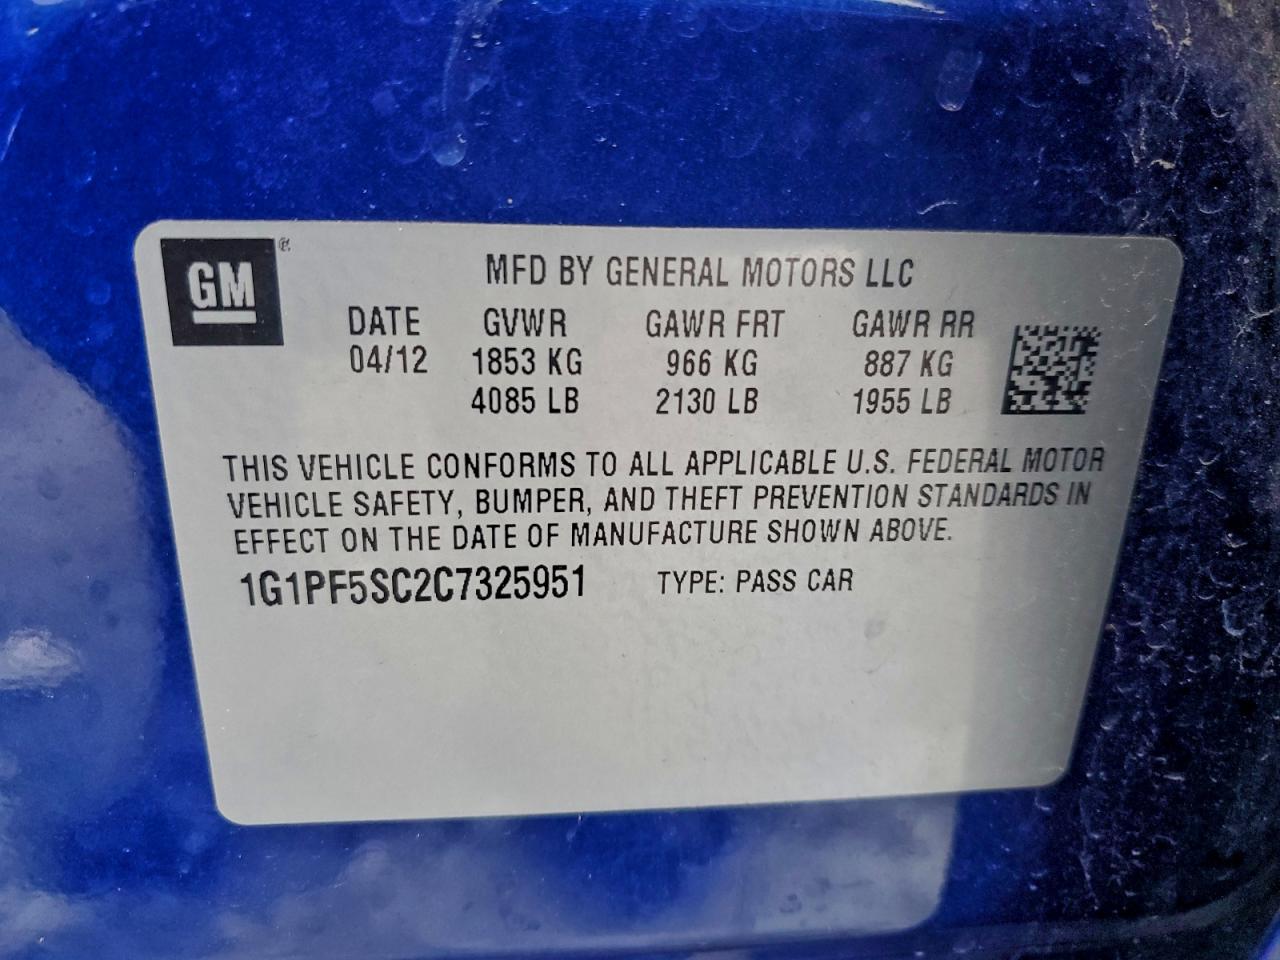 GM ®
MFD BY GENERAL MOTORS LLC
DATE GVWR GAWR FRT GAWR RR
04/12 1853 KG 966 KG 887 KG
4085 LB 2130 LB 1955 LB
THIS VEHICLE CONFORMS TO ALL APPLICABLE U.S. FEDERAL MOTOR
VEHICLE SAFETY, BUMPER, AND THEFT PREVENTION STANDARDS IN
EFFECT ON THE DATE OF MANUFACTURE SHOWN ABOVE.
1G1PF5SC2C7325951 TYPE: PASS CAR